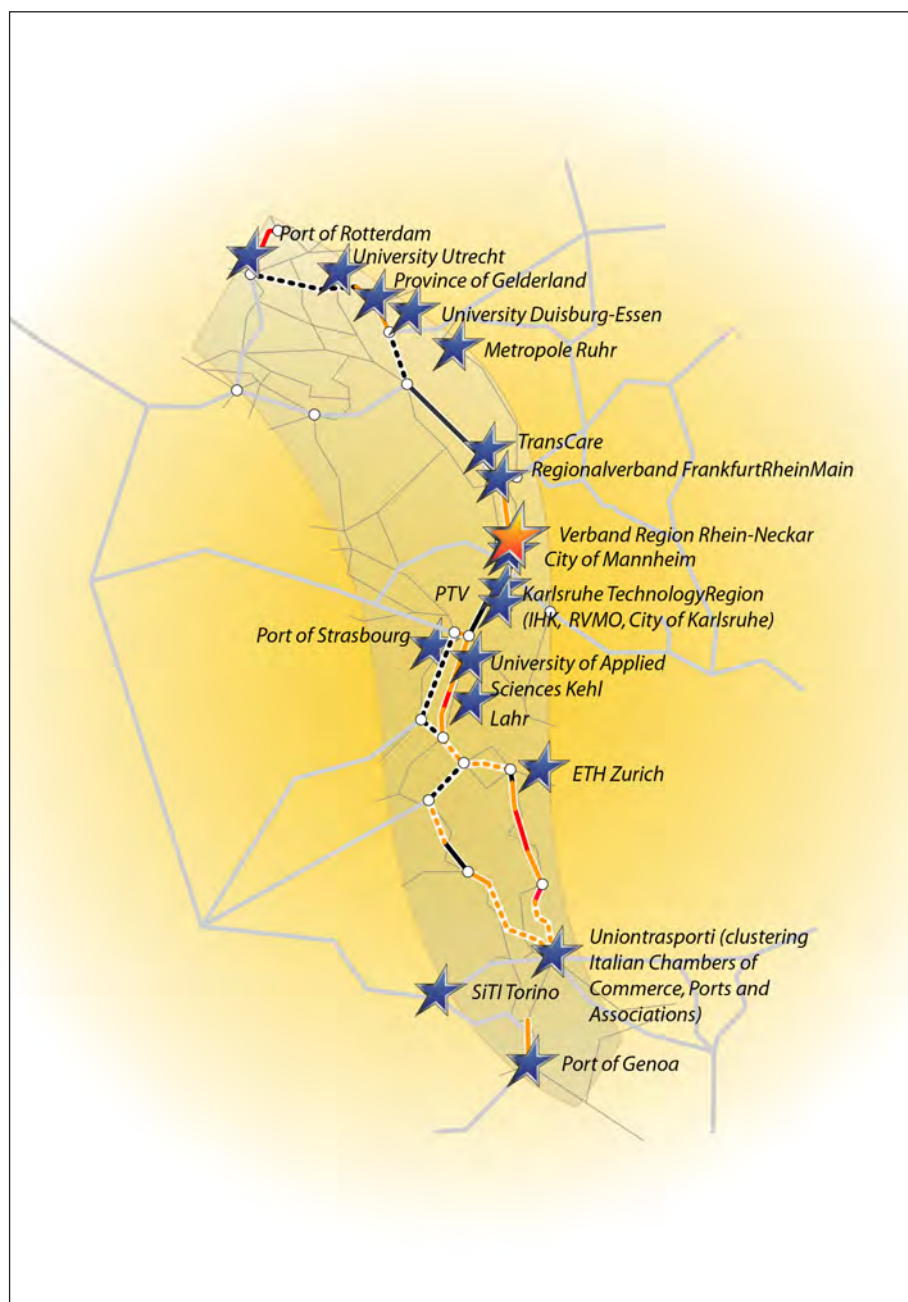 Port of Rotterdam
University Utrecht
Province of Gelderland
University Duisburg-Essen
Metropole Ruhr
TransCare
Regionalverband FrankfurtRheinMain
Verband Region Rhein-Neckar
City of Mannheim
PTV
Karlsruhe TechnologyRegion
(IHK, RVMO, City of Karlsruhe)
Port of Strasbourg
University of Applied
Sciences Kehl
Lahr
ETH Zurich
Uniontrasporti (clustering
Italian Chambers of
Commerce, Ports and
Associations)
SiTI Torino
Port of Genoa